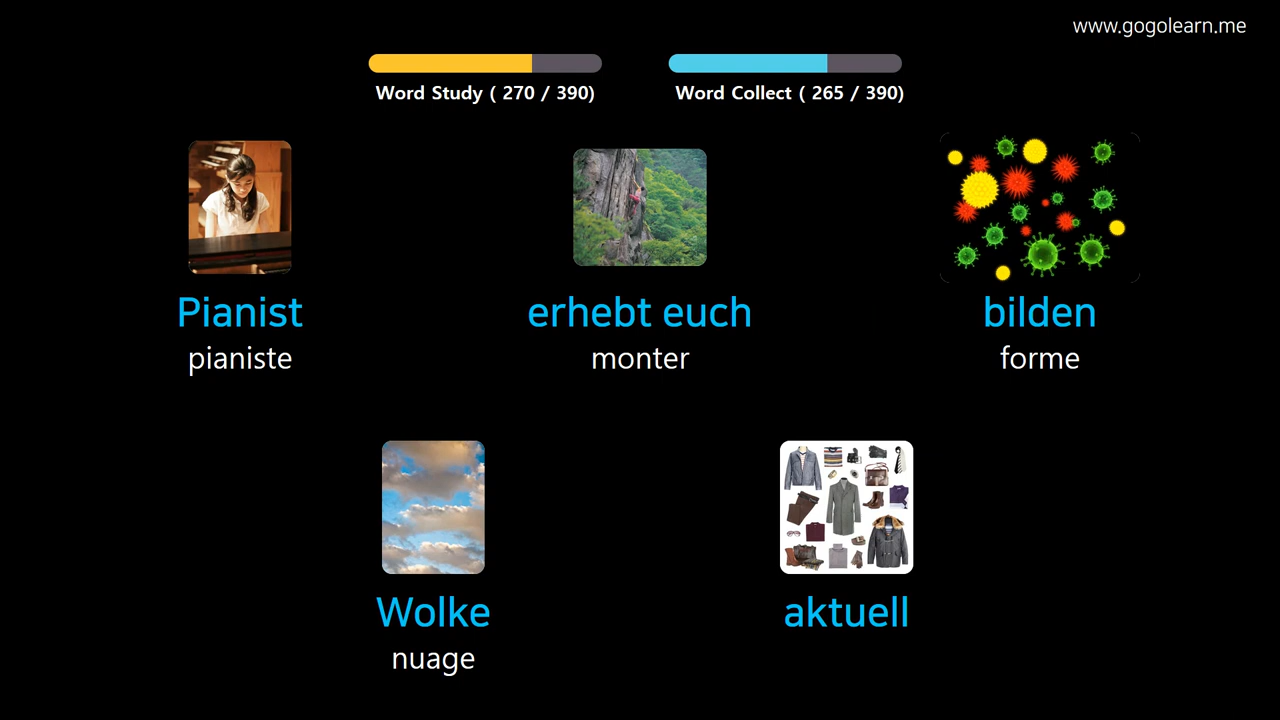 www.gogolearn.me
Word Study ( 270 / 390)
Word Collect ( 265 / 390)
Pianist
pianiste
erhebt euch
monter
bilden
forme
Wolke
nuage
aktuell